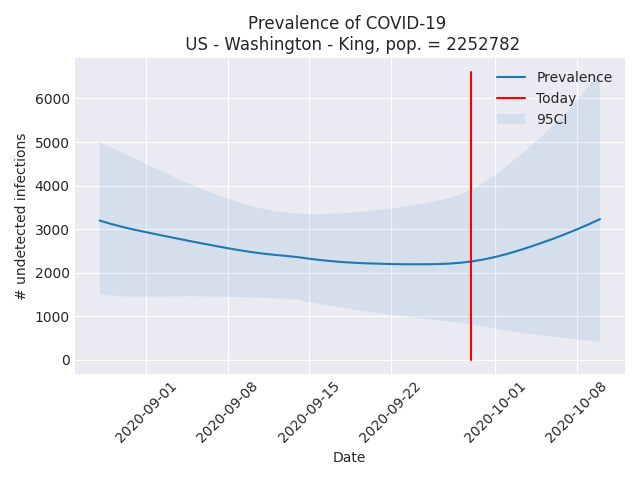 Prevalence of COVID-19
US - Washington - King, pop. = 2252782
Prevalence
Today
95CI
# undetected infections
6000
5000
4000
3000
2000
1000
0
2020-09-01
2020-09-08
2020-09-15
2020-09-22
2020-10-01
2020-10-08
Date